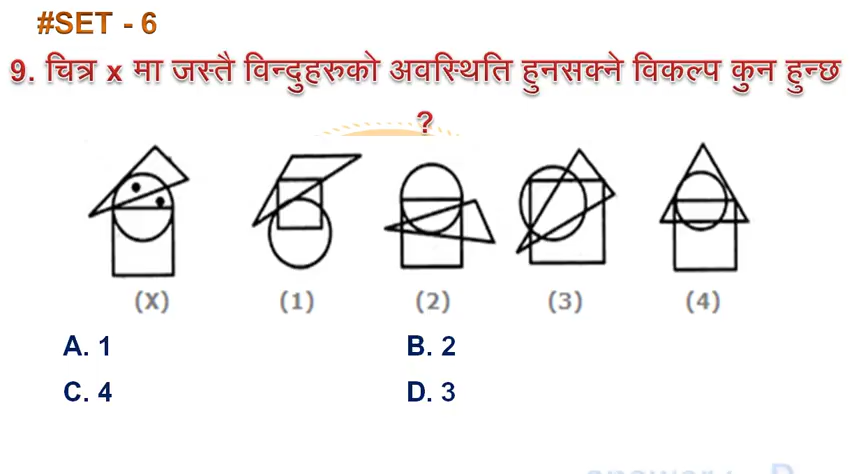 #SET - 6
9. चित्र x मा जस्तै विन्दुहरुको अवस्थिति हुनसक्ने विकल्प कुन हुन्छ
?
(X) (1) (2) (3) (4)
A. 1 B. 2
C. 4 D. 3